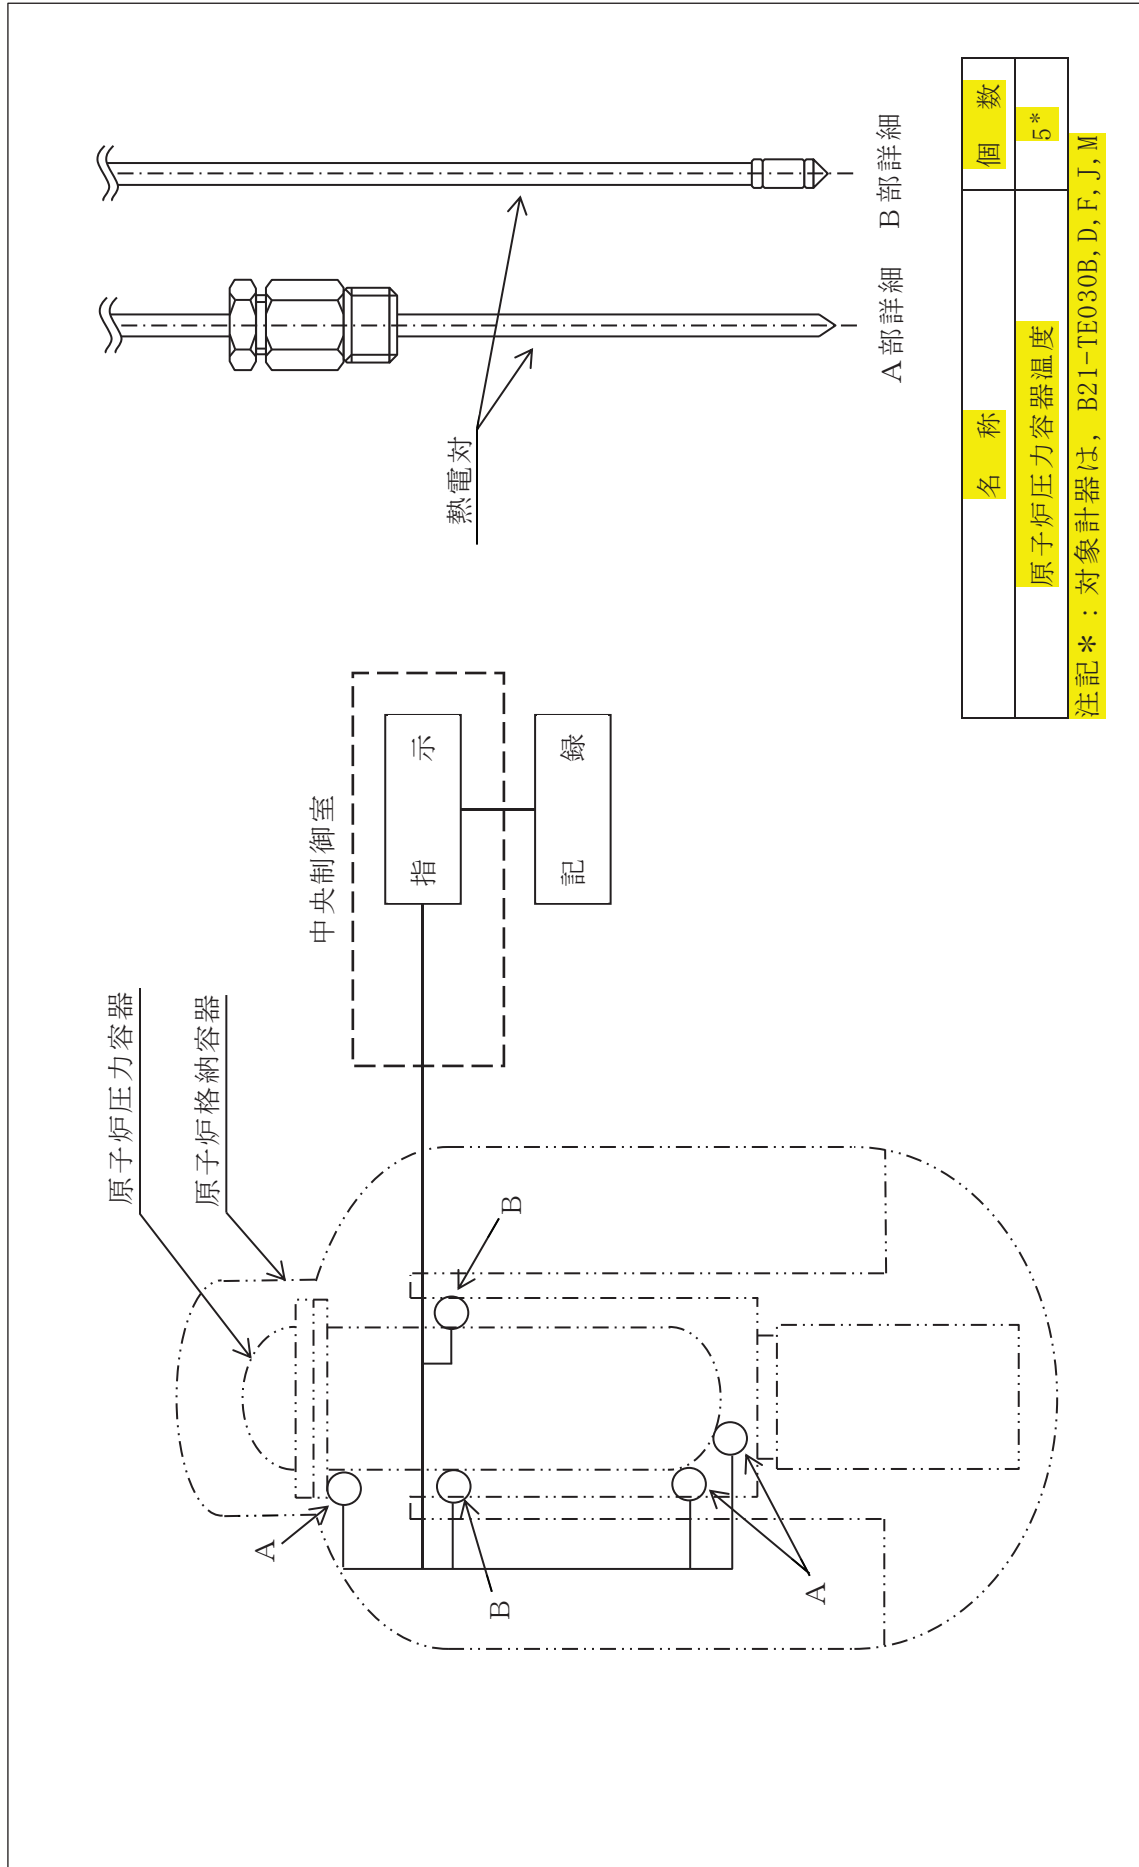 原子炉圧力容器
原子炉格納容器
中央制御室
指示
記録
A
B
B
A
熱電対
A部詳細
B部詳細
名称 個数
原子炉圧力容器温度 5*
注記*：対象計器は，B21-TE030B,D,F,J,M